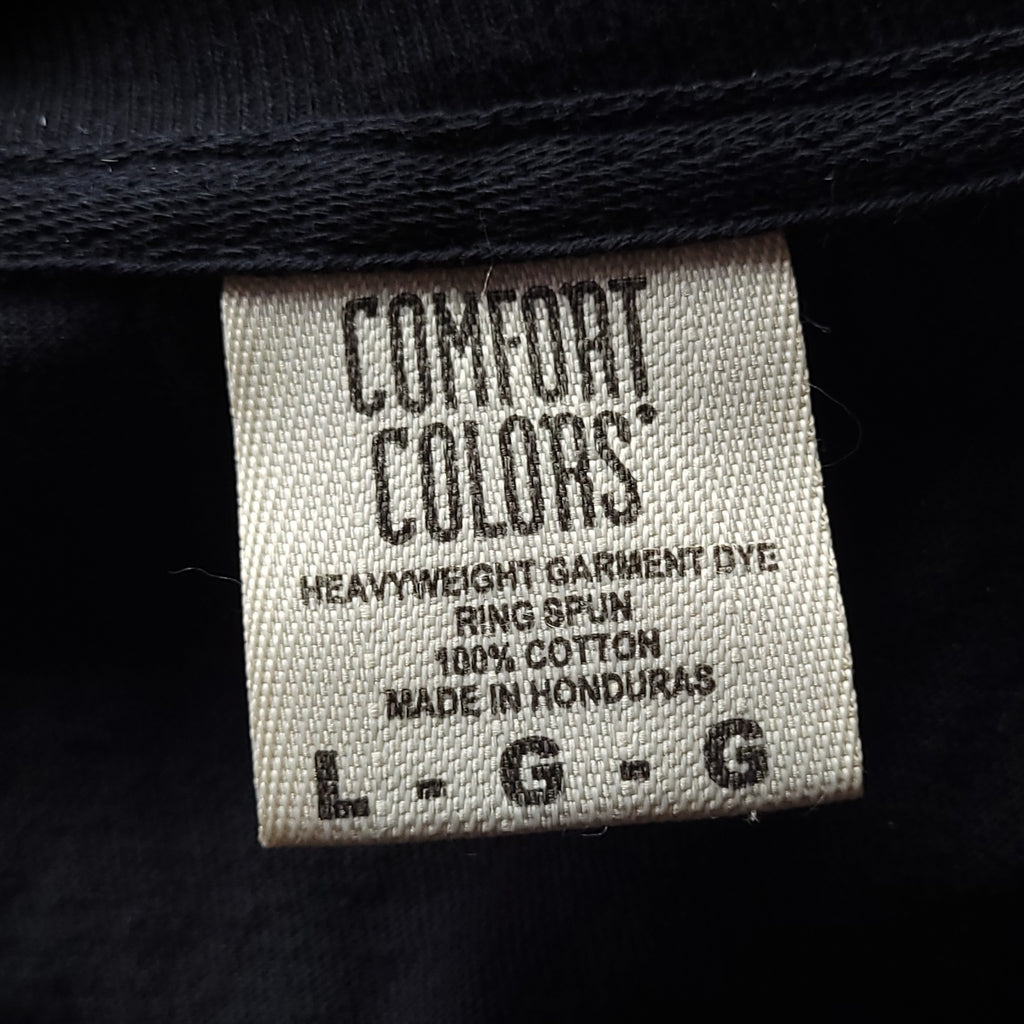 COMFORT
COLORS®
HEAVYWEIGHT GARMENT DYE
RING SPUN
100% COTTON
MADE IN HONDURAS
L - G - G